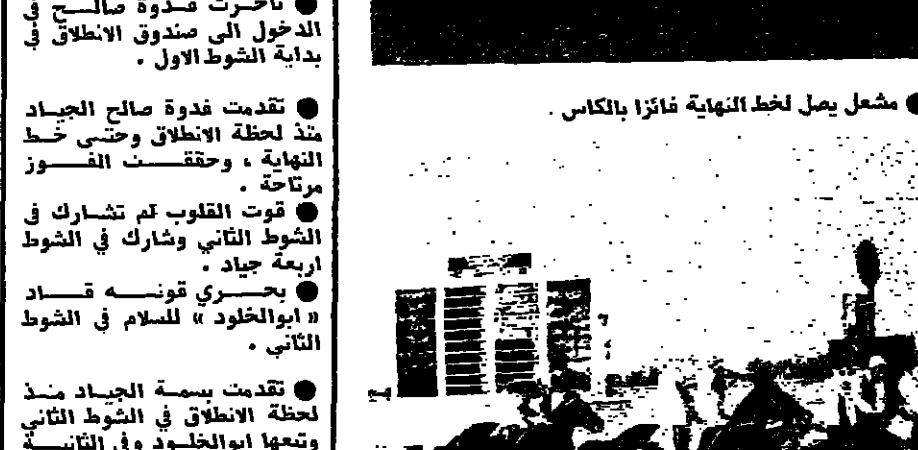 ● مشعل يصل لخط النهاية فائزا بالكاس .
● تأخرت فدوة صالح في
الدخول الى صندوق الانطلاق في
بداية الشوط الاول .
● تقدمت فدوة صالح الجياد
منذ لحظة الانطلاق وحتى خط
النهاية ، وحققت الفوز
مرتاحة .
● قوت القلوب لم تشارك في
الشوط الثاني وشارك في الشوط
اربعة جياد .
● بحري قونه قاد
« ابوالخلود » للسلام في الشوط
الثاني .
● تقدمت بسمة الجياد منذ
لحظة الانطلاق في الشوط الثاني
وتبعها ابوالخلود وفي الثانية